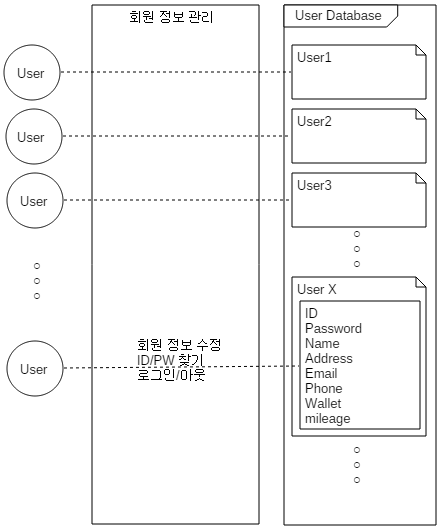 회원 정보 관리
User Database
User
User1
User
User2
User
User3
User
회원 정보 수정
ID/PW 찾기
로그인/아웃
User X
ID
Password
Name
Address
Email
Phone
Wallet
mileage